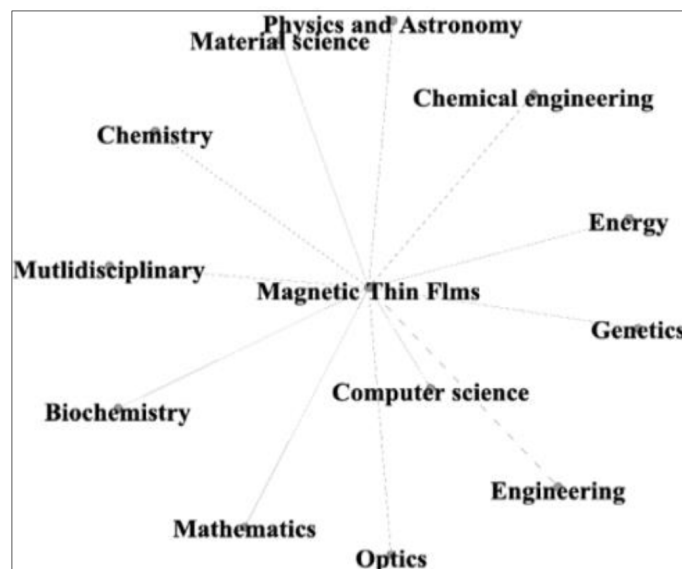 Physics and Astronomy
Material science
Chemical engineering
Chemistry
Energy
Mutlidisciplinary
Magnetic Thin Flms
Genetics
Computer science
Biochemistry
Engineering
Mathematics
Optics